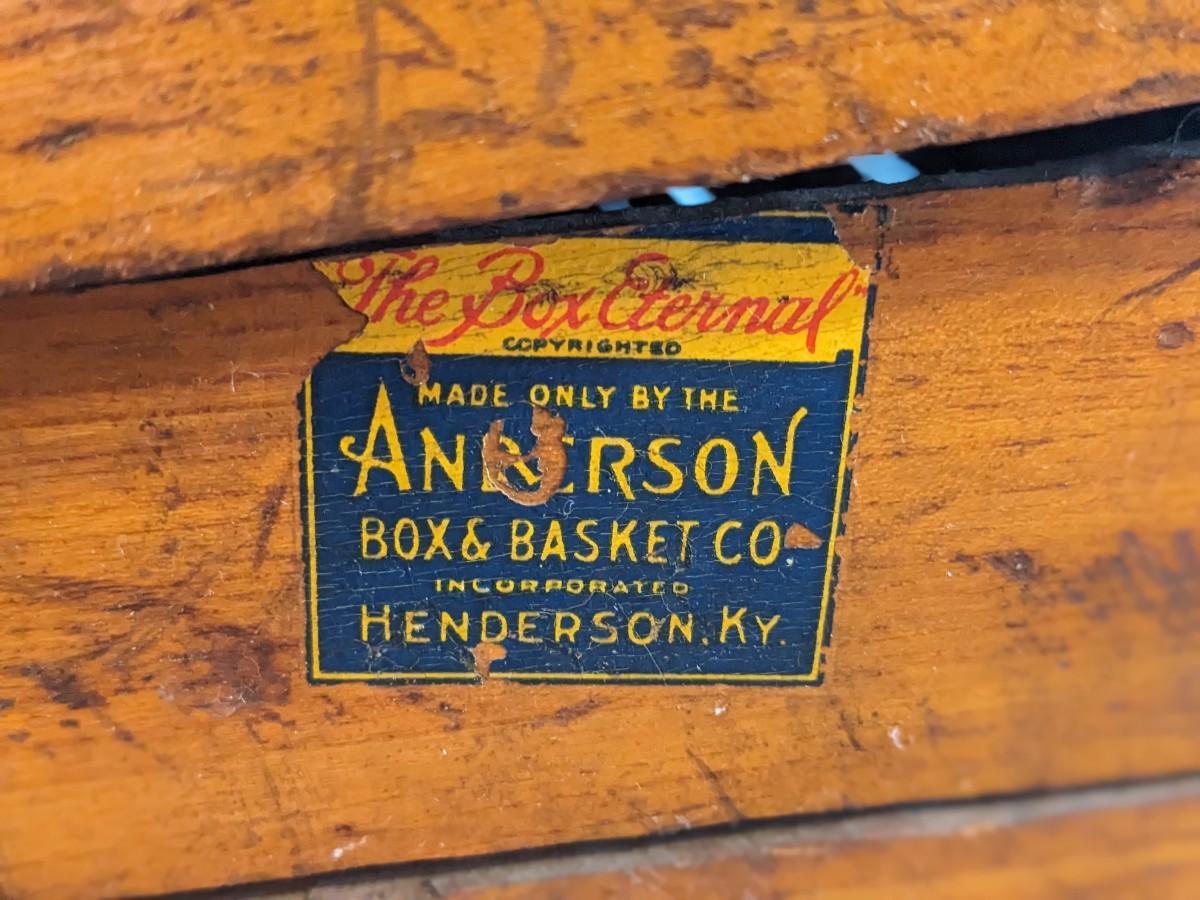 The Box Eternal"
COPYRIGHTED
MADE ONLY BY THE
ANDERSON
BOX & BASKET CO
INCORPORATED
HENDERSON, KY.